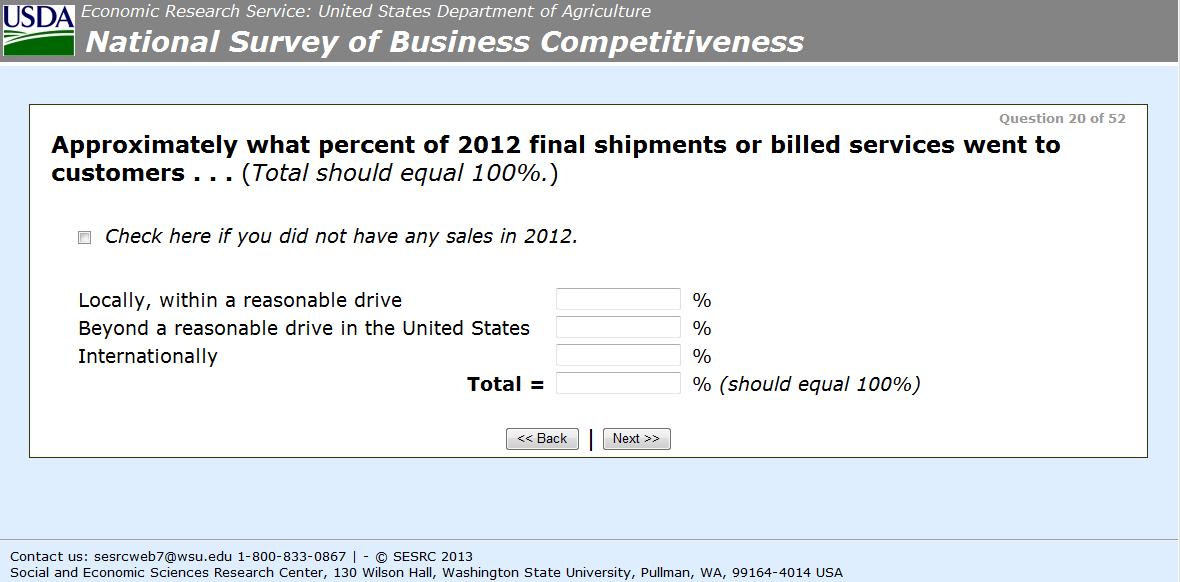 USDA
Economic Research Service: United States Department of Agriculture
National Survey of Business Competitiveness
Question 20 of 52
Approximately what percent of 2012 final shipments or billed services went to
customers . . . (Total should equal 100%.)
Check here if you did not have any sales in 2012.
Locally, within a reasonable drive %
Beyond a reasonable drive in the United States %
Internationally %
Total = % (should equal 100%)
<< Back | Next >>
Contact us: sesrcweb7@wsu.edu 1-800-833-0867 | - © SESRC 2013
Social and Economic Sciences Research Center, 130 Wilson Hall, Washington State University, Pullman, WA, 99164-4014 USA